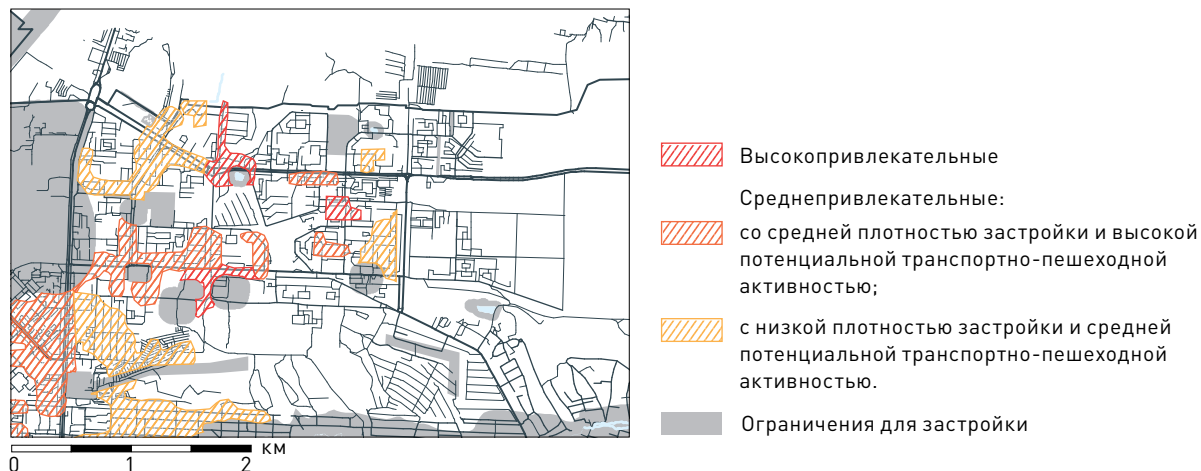 Высокопривлекательные
Среднепривлекательные:
со средней плотностью застройки и высокой
потенциальной транспортно-пешеходной
активностью;
с низкой плотностью застройки и средней
потенциальной транспортно-пешеходной
активностью.
Ограничения для застройки
км
0 1 2